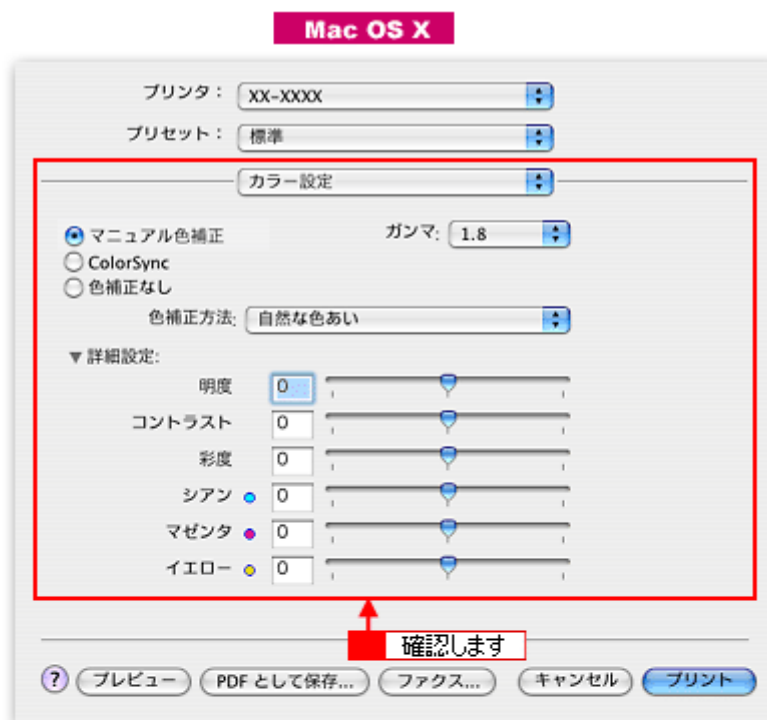 Mac OS X
プリンタ： XX-XXXX
プリセット： 標準
カラー設定
マニュアル色補正 ガンマ: 1.8
ColorSync
色補正なし
色補正方法: 自然な色あい
▼詳細設定:
明度 0
コントラスト 0
彩度 0
シアン 0
マゼンタ 0
イエロー 0
確認します
? プレビュー PDF として保存... ファクス... キャンセル プリント